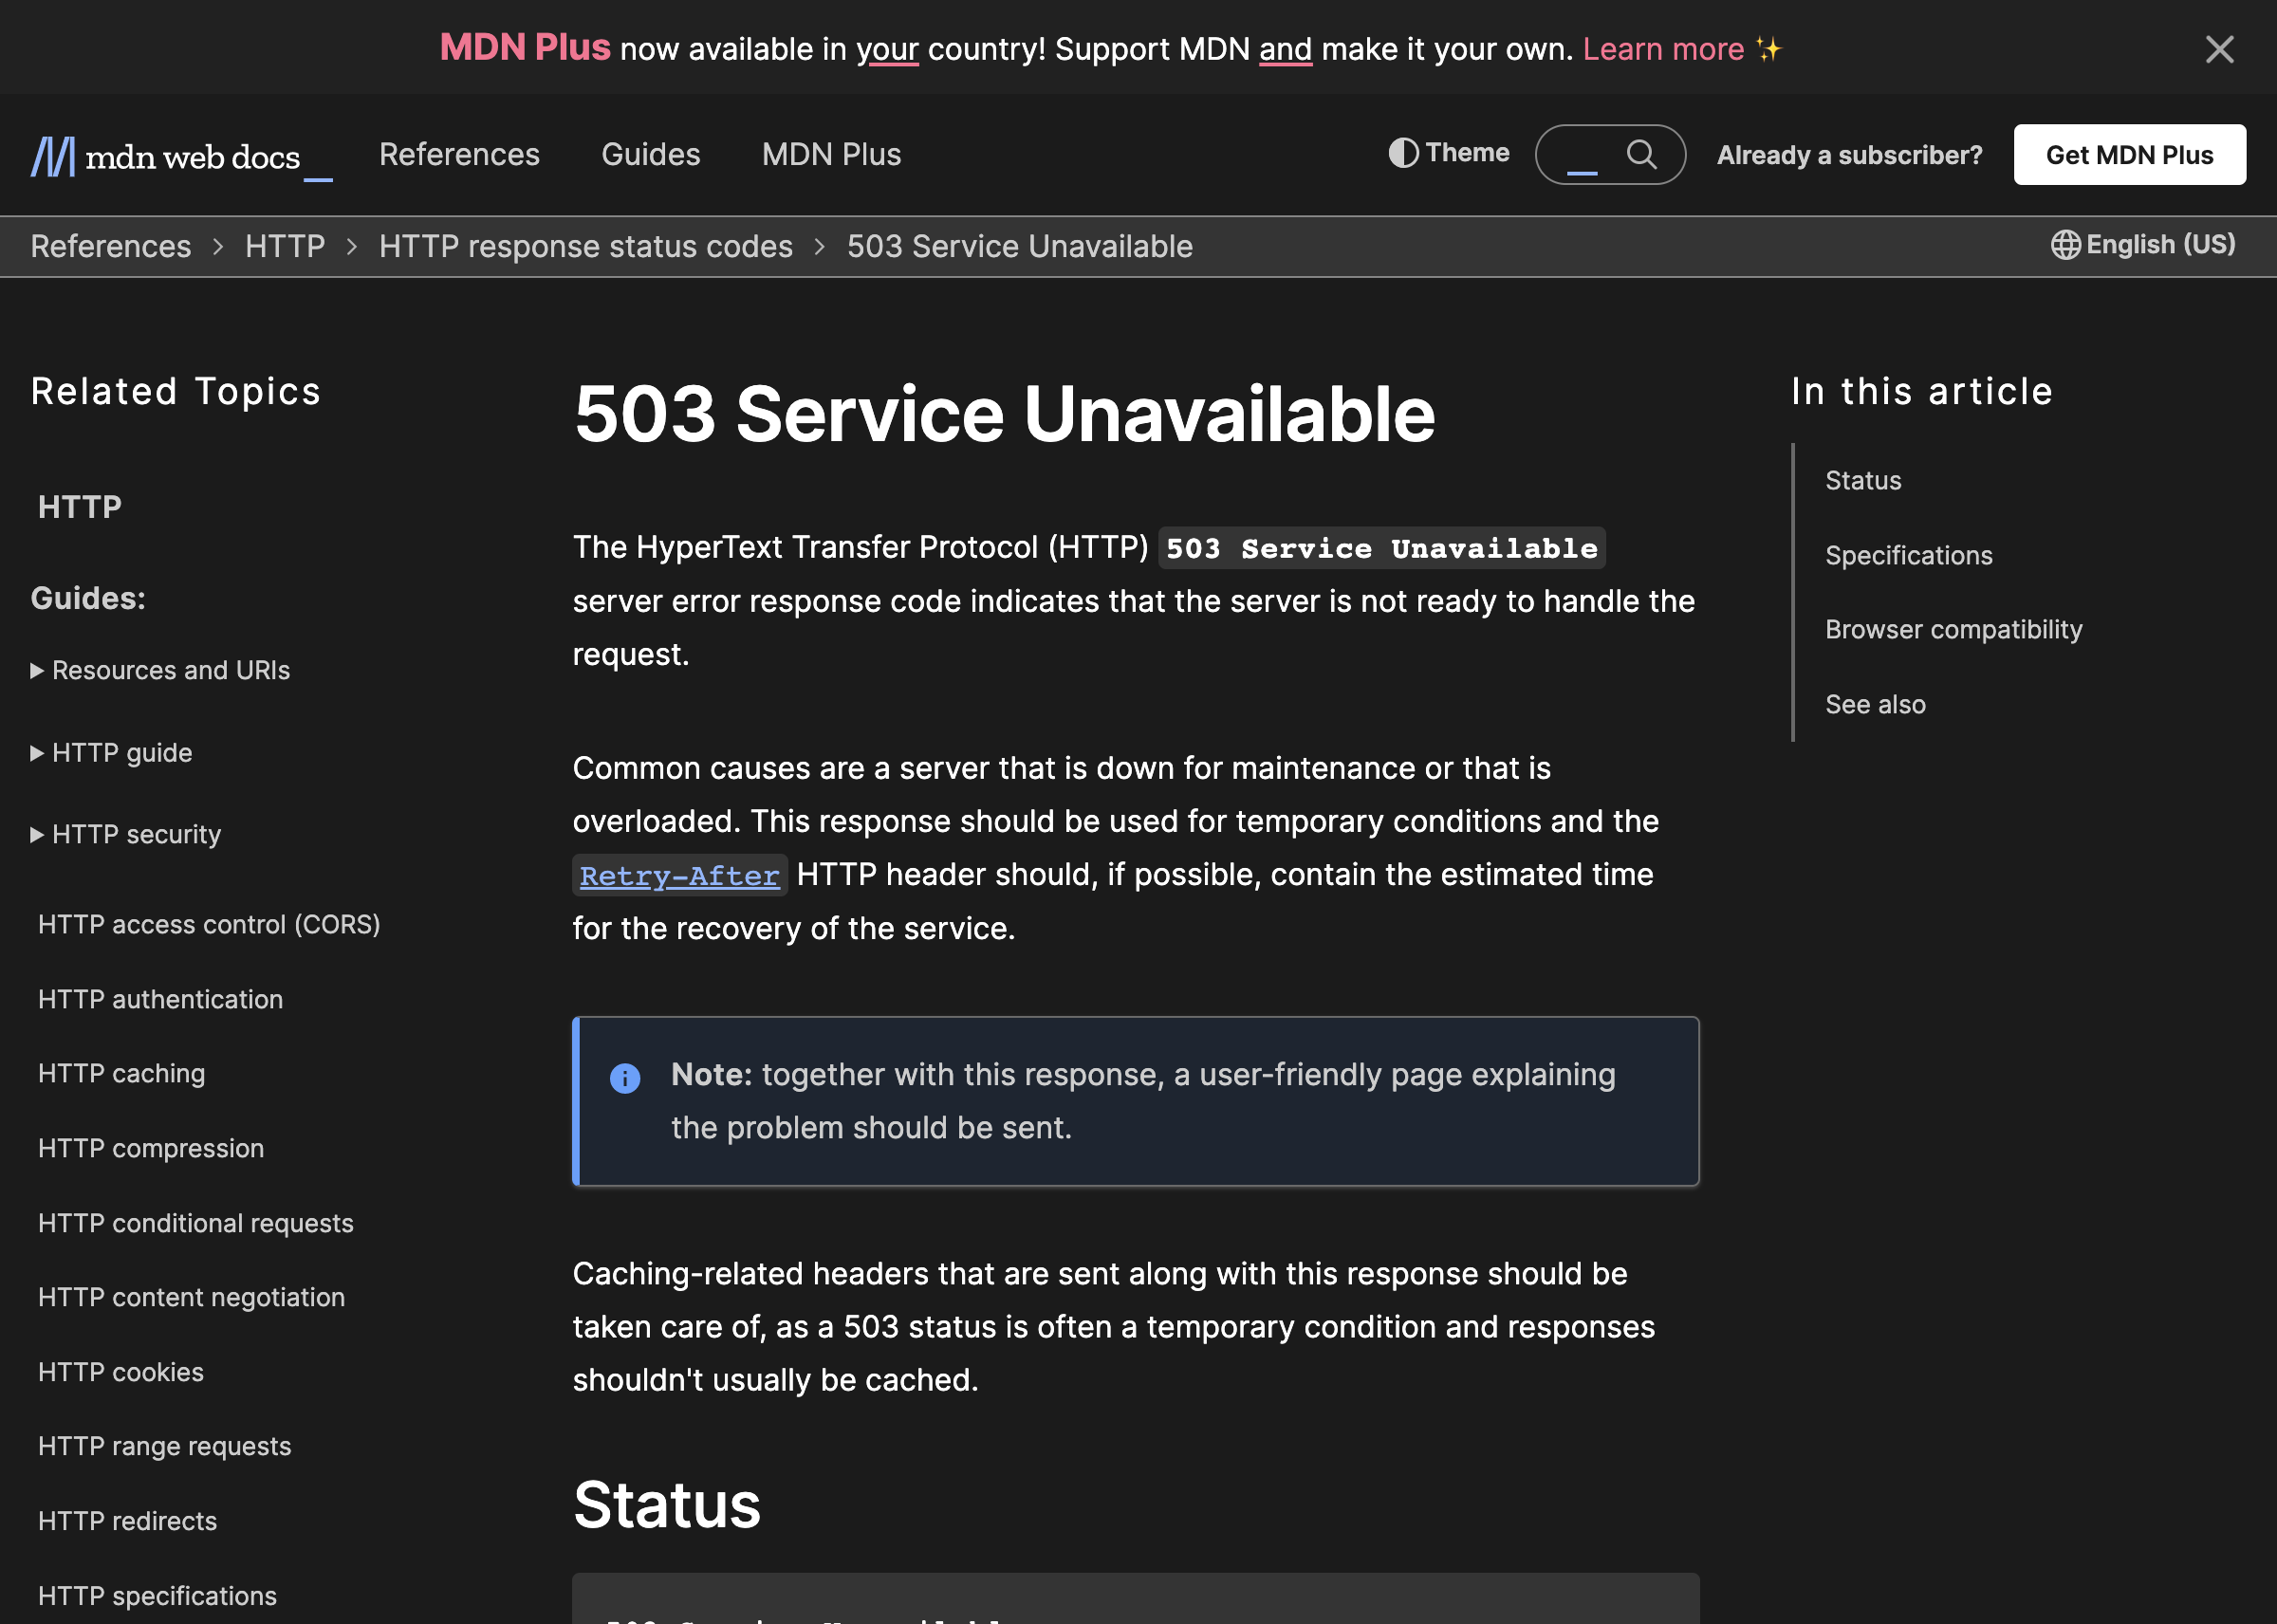 MDN Plus now available in your country! Support MDN and make it your own. Learn more ✨
mdn web docs_
References
Guides
MDN Plus
Theme
Already a subscriber?
Get MDN Plus
References > HTTP > HTTP response status codes > 503 Service Unavailable
English (US)
Related Topics
HTTP
Guides:
Resources and URIs
HTTP guide
HTTP security
HTTP access control (CORS)
HTTP authentication
HTTP caching
HTTP compression
HTTP conditional requests
HTTP content negotiation
HTTP cookies
HTTP range requests
HTTP redirects
HTTP specifications
503 Service Unavailable
The HyperText Transfer Protocol (HTTP) 503 Service Unavailable
server error response code indicates that the server is not ready to handle the
request.
Common causes are a server that is down for maintenance or that is
overloaded. This response should be used for temporary conditions and the
Retry-After HTTP header should, if possible, contain the estimated time
for the recovery of the service.
Note: together with this response, a user-friendly page explaining
the problem should be sent.
Caching-related headers that are sent along with this response should be
taken care of, as a 503 status is often a temporary condition and responses
shouldn't usually be cached.
Status
In this article
Status
Specifications
Browser compatibility
See also